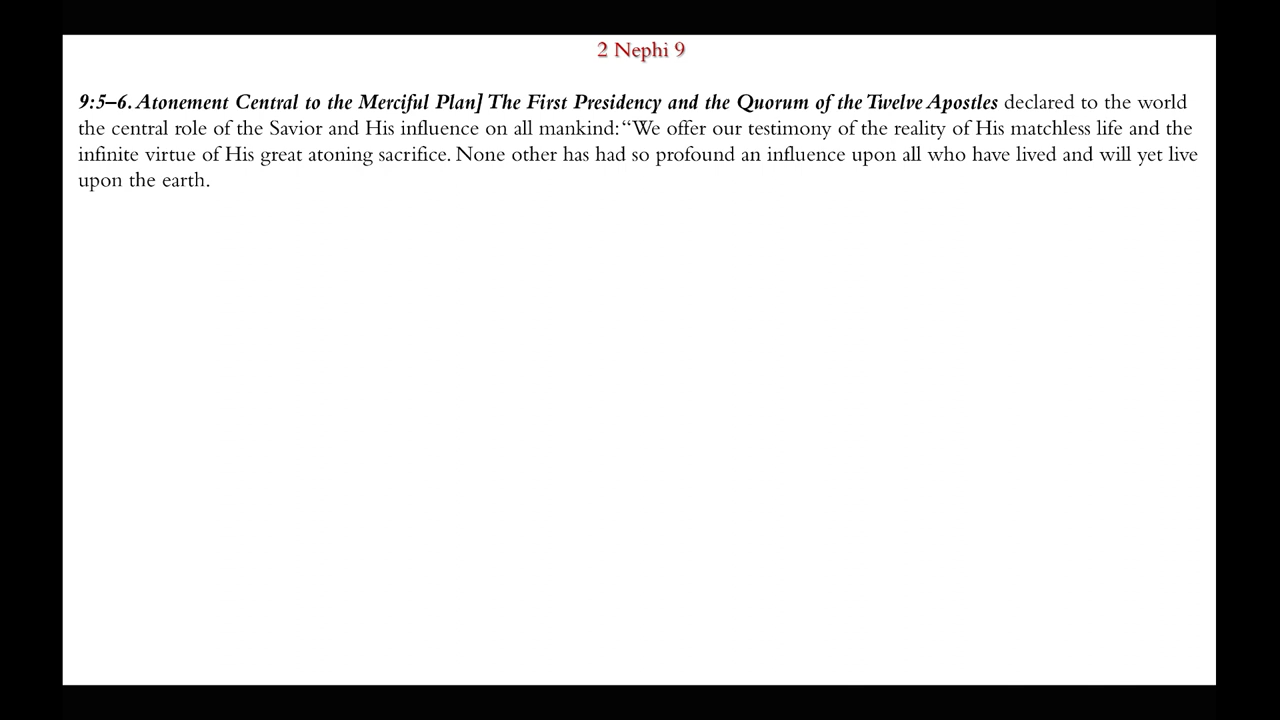 2 Nephi 9
9:5–6. Atonement Central to the Merciful Plan] The First Presidency and the Quorum of the Twelve Apostles declared to the world
the central role of the Savior and His influence on all mankind: “We offer our testimony of the reality of His matchless life and the
infinite virtue of His great atoning sacrifice. None other has had so profound an influence upon all who have lived and will yet live
upon the earth.